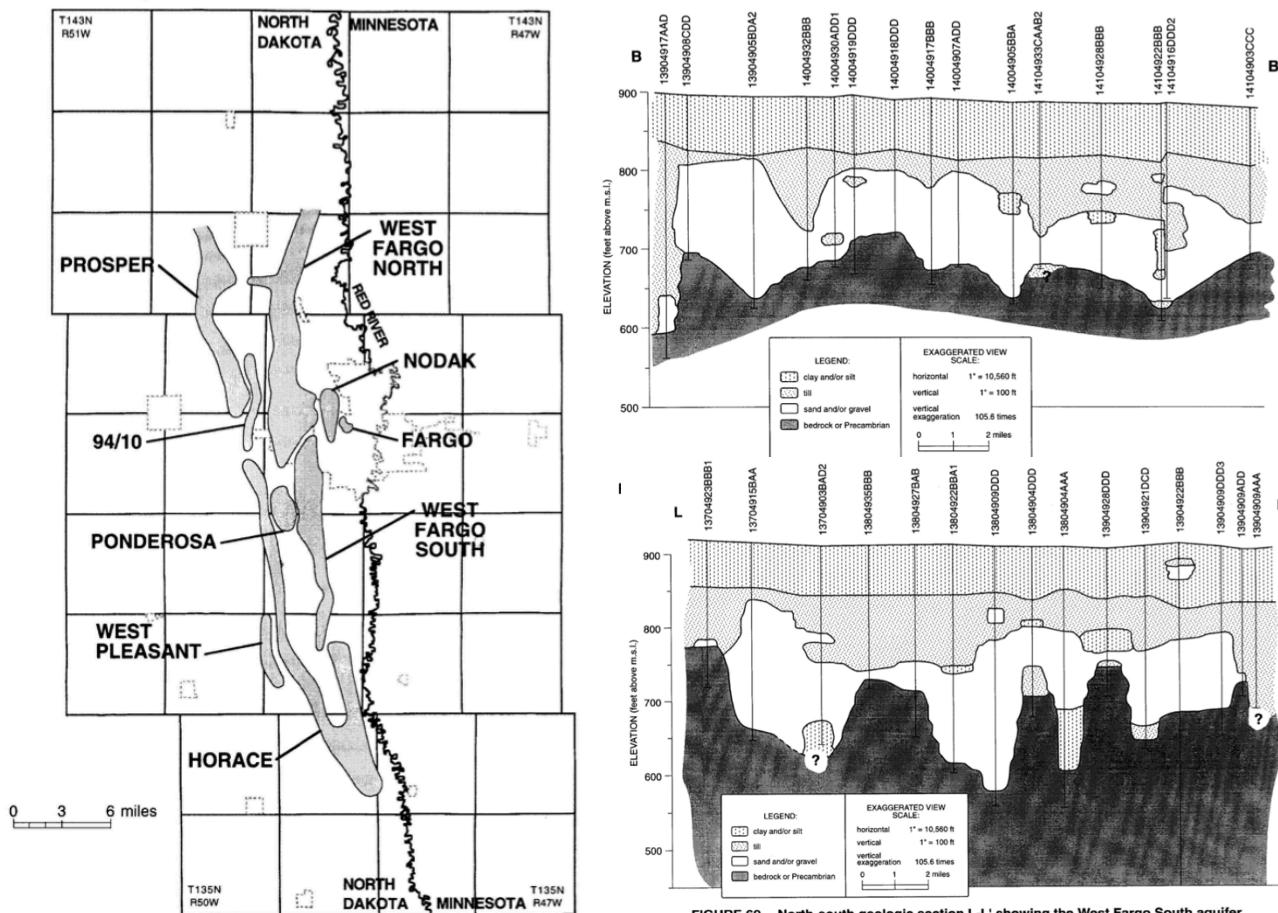 T143N
R51W
NORTH
DAKOTA
MINNESOTA
T143N
R47W
PROSPER
WEST
FARGO
NORTH
RED RIVER
NODAK
94/10
FARGO
PONDEROSA
WEST
FARGO
SOUTH
WEST
PLEASANT
HORACE
0 3 6 miles
T135N
R50W
NORTH
DAKOTA
MINNESOTA
T135N
R47W
B
13904917AAD
13904908CDD
13904905BDA2
14004932BBB
14004930ADD1
14004919DDD
14004918DDD
14004917BBB
14004907ADD
14004905BBA
14104933CAAB2
14104928BBB
14104922BBB
14104916DDD2
14104903CCC
B
ELEVATION (feet above m.s.l.)
900
800
700
600
500
?
LEGEND:
clay and/or silt
till
sand and/or gravel
bedrock or Precambrian
EXAGGERATED VIEW
SCALE:
horizontal 1" = 10,560 ft
vertical 1" = 100 ft
vertical
exaggeration 105.6 times
0 1 2 miles
L
13704923BBB1
13704915BAA
13704903BAD2
13804935BBB
13804927BAB
13804922BBA1
13804909DDD
13804904DDD
13804904AAA
13904928DDD
13904921DCD
13904922BBB
13904909DDD3
13904909ADD
13904909AAA
ELEVATION (feet above m.s.l.)
900
800
700
600
500
?
?
LEGEND:
clay and/or silt
till
sand and/or gravel
bedrock or Precambrian
EXAGGERATED VIEW
SCALE:
horizontal 1" = 10,560 ft
vertical 1" = 100 ft
vertical
exaggeration 105.6 times
0 1 2 miles
North-south geologic section L-L' showing the West Fargo South aquifer